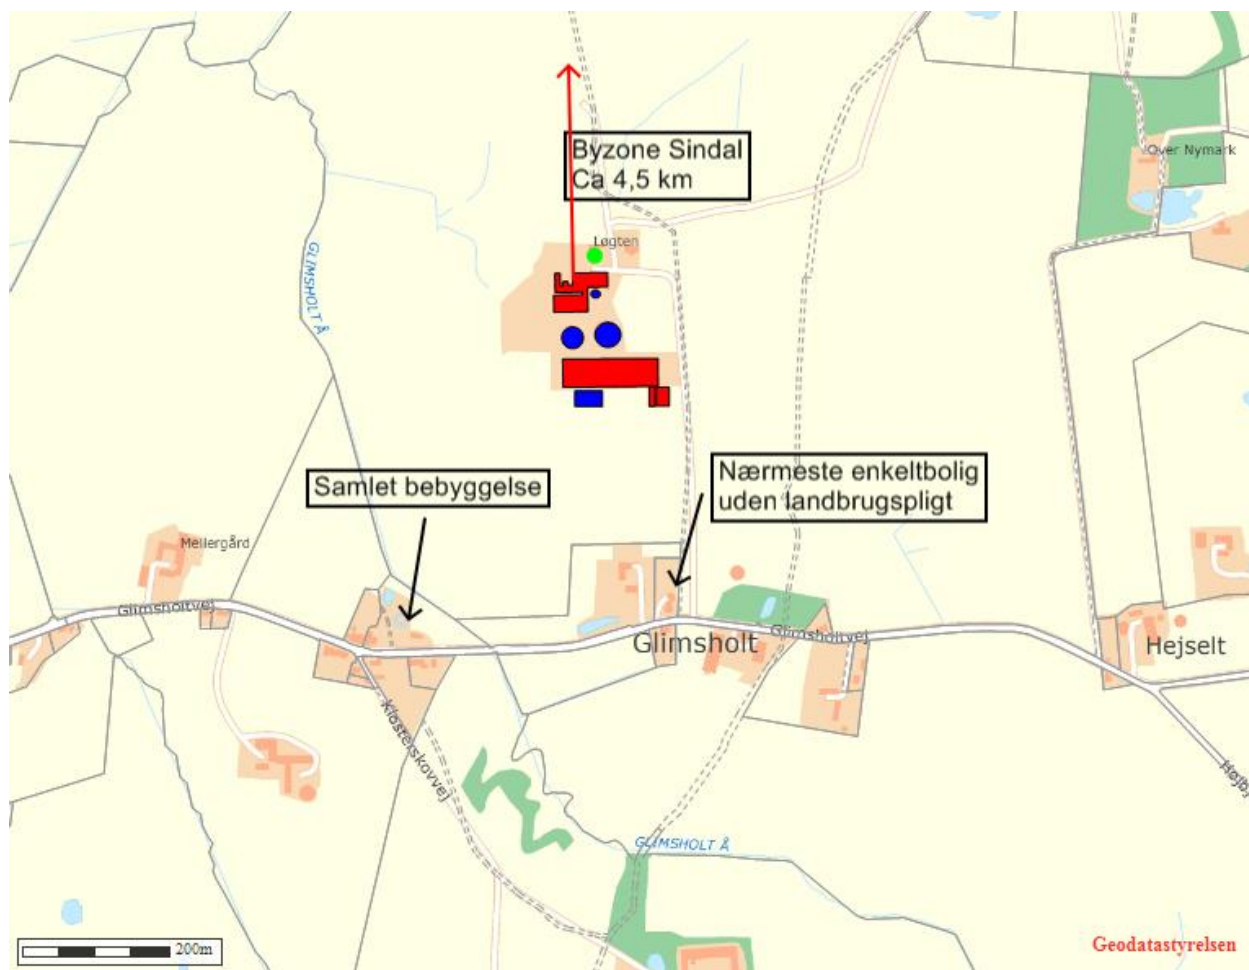 Byzone Sindal
Ca 4,5 km
Over Nymark
Løgten
GLIMSHOLT Å
Samlet bebyggelse
Nærmeste enkeltbolig
uden landbrugspligt
Mellergård
Glimsholtvej
Glimsholt
Glimsholtvej
Hejselt
Klosterskovvej
Højby
GLIMSHOLT Å
200m
Geodatastyrelsen